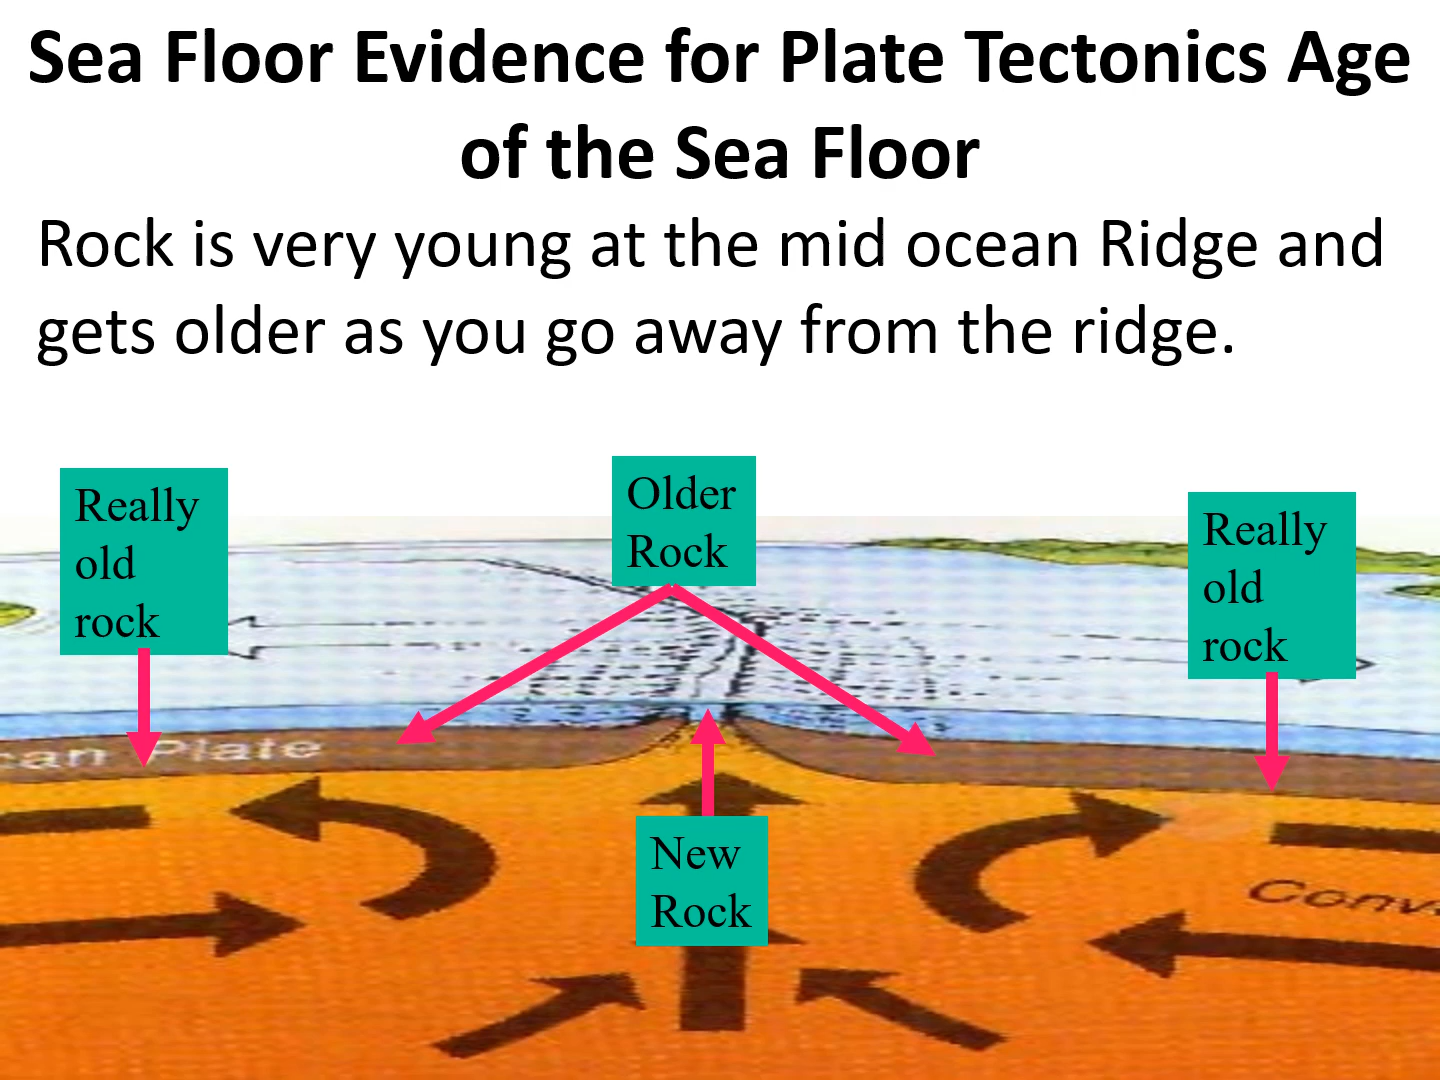 Sea Floor Evidence for Plate Tectonics Age
of the Sea Floor
Rock is very young at the mid ocean Ridge and
gets older as you go away from the ridge.
Really
old
rock
Older
Rock
Really
old
rock
can Plate
New
Rock
Conv